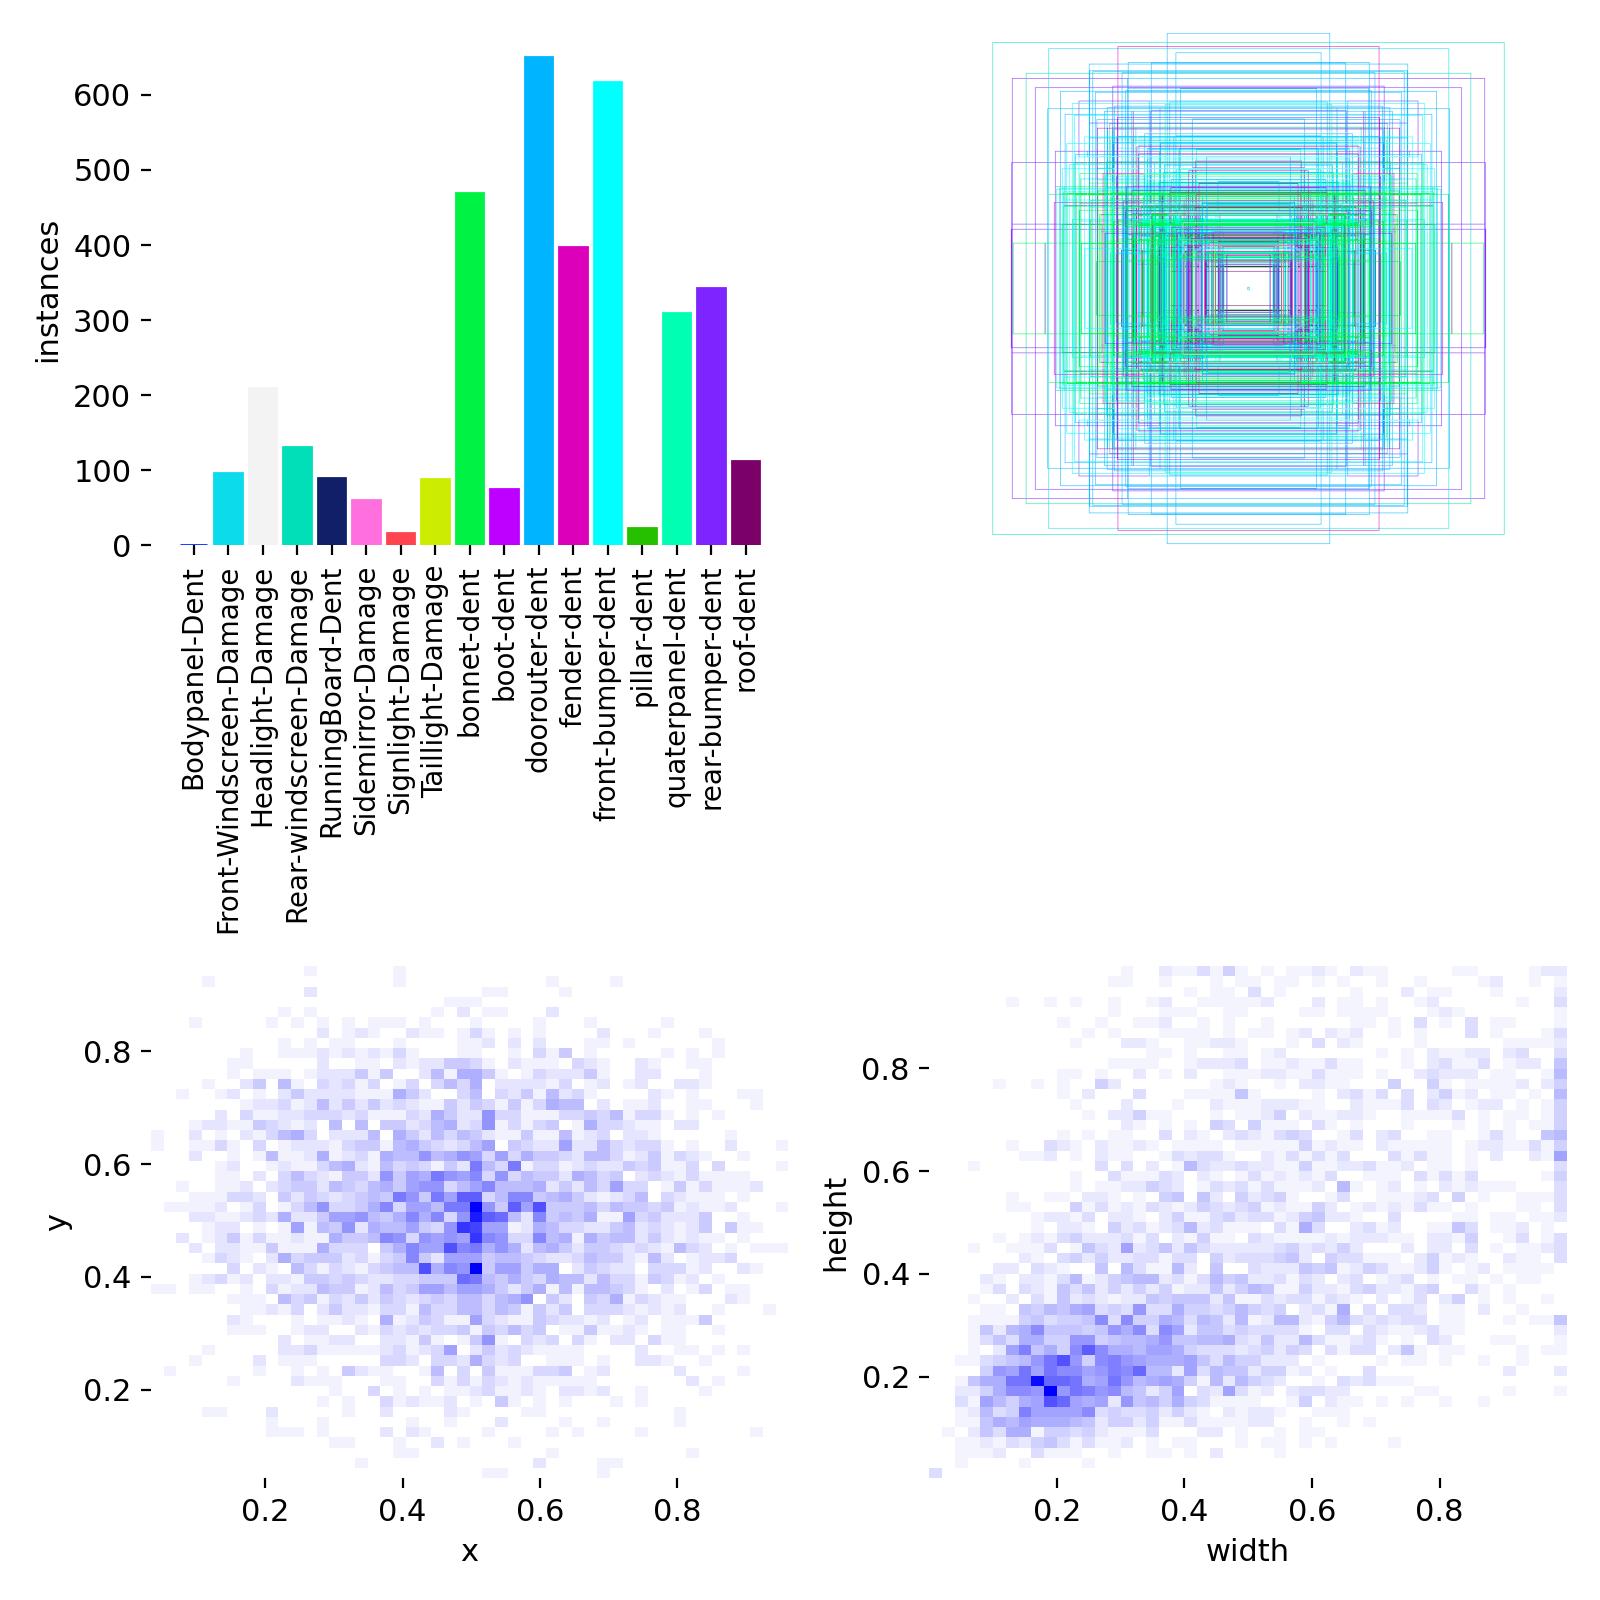 600
500
400
300
200
100
0
instances
Bodypanel-Dent
Front-Windscreen-Damage
Headlight-Damage
Rear-windscreen-Damage
RunningBoard-Dent
Sidemirror-Damage
Signlight-Damage
Taillight-Damage
bonnet-dent
boot-dent
doorouter-dent
fender-dent
front-bumper-dent
pillar-dent
quaterpanel-dent
rear-bumper-dent
roof-dent
0.8
0.6
0.4
0.2
y
0.2 0.4 0.6 0.8
x
0.8
0.6
0.4
0.2
height
0.2 0.4 0.6 0.8
width